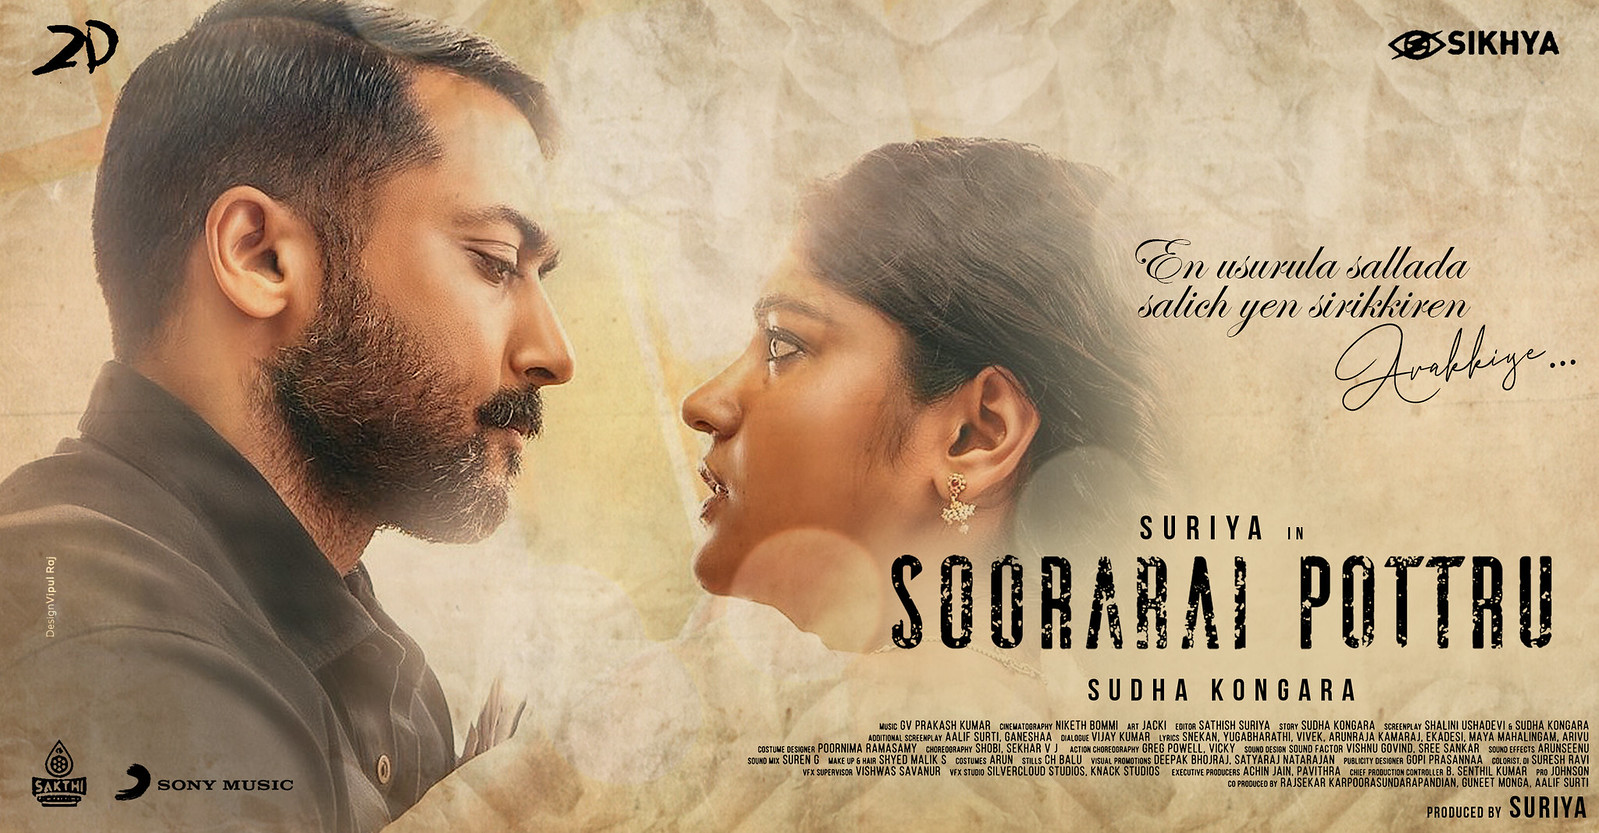 2D
SIKHYA
En usurula sallada
salich yen sirikkiren
Avakkiye...
SURIYA IN
SOORARAI POTTRU
SUDHA KONGARA
MUSIC GV PRAKASH KUMAR CINEMATOGRAPHY NIKETH BOMMI ART JACKI EDITOR SATHISH SURIYA STORY SUDHA KONGARA SCREENPLAY SHALINI USHADEVI & SUDHA KONGARA
ADDITIONAL SCREENPLAY AALIF SURTI, GANESHAA DIALOGUE VIJAY KUMAR LYRICS SNEKAN, YUGABHARATHI, VIVEK, ARUNRAJA KAMARAJ, EKADESI, MAYA MAHALINGAM, ARIVU
COSTUME DESIGNER POORNIMA RAMASAMY CHOREOGRAPHY SHOBI, SEKHAR V J ACTION CHOREOGRAPHY GREG POWELL, VICKY SOUND DESIGN SOUND FACTOR VISHNU GOVIND, SREE SANKAR SOUND EFFECTS ARUNSEENU
SOUND MIX SUREN G MAKE UP & HAIR SHYED MALIK S COSTUMES ARUN STILLS CH BALU VISUAL PROMOTIONS DEEPAK BHOJRAJ, SATYARAJ NATARAJAN PUBLICITY DESIGNER GOPI PRASANNAA COLORIST, DI SURESH RAVI
VFX SUPERVISOR VISHWAS SAVANUR VFX STUDIO SILVERCLOUD STUDIOS, KNACK STUDIOS EXECUTIVE PRODUCERS ACHIN JAIN, PAVITHRA CHIEF PRODUCTION CONTROLLER B. SENTHIL KUMAR PRO JOHNSON
CO PRODUCED BY RAJSEKAR KARPOORASUNDARAPANDIAN, GUNEET MONGA, AALIF SURTI
PRODUCED BY SURIYA
DesignVipul Raj
SAKTHI
SONY MUSIC